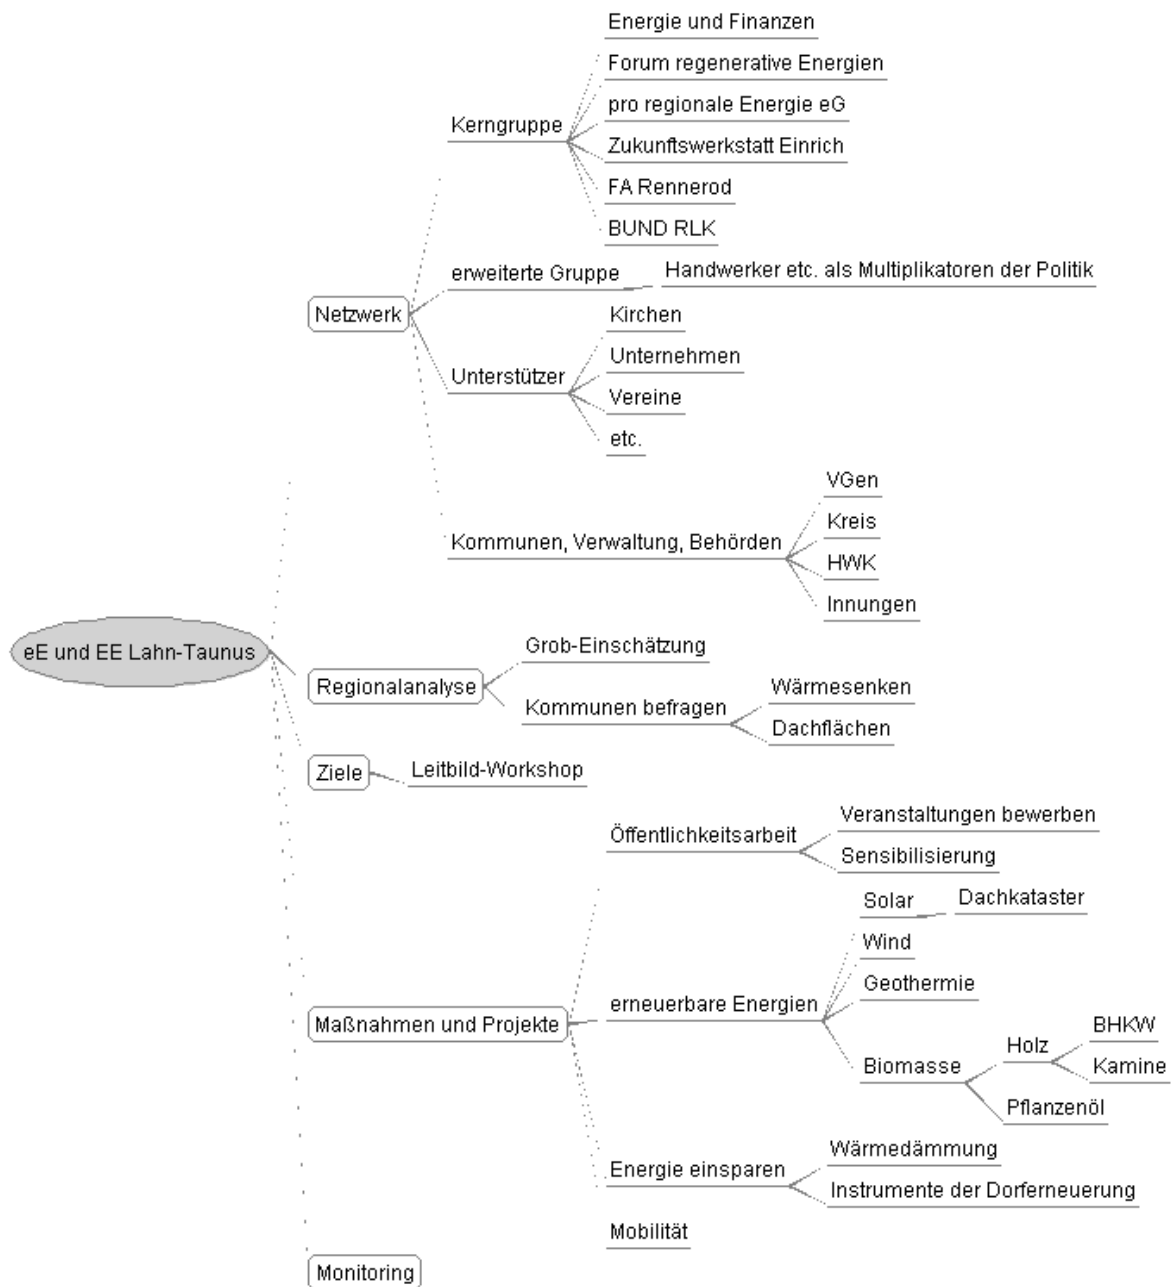 eE und EE Lahn-Taunus
Netzwerk
Kerngruppe
Energie und Finanzen
Forum regenerative Energien
pro regionale Energie eG
Zukunftswerkstatt Einrich
FA Rennerod
BUND RLK
erweiterte Gruppe
Handwerker etc. als Multiplikatoren der Politik
Unterstützer
Kirchen
Unternehmen
Vereine
etc.
Kommunen, Verwaltung, Behörden
VGen
Kreis
HWK
Innungen
Regionalanalyse
Grob-Einschätzung
Kommunen befragen
Wärmesenken
Dachflächen
Ziele
Leitbild-Workshop
Maßnahmen und Projekte
Öffentlichkeitsarbeit
Veranstaltungen bewerben
Sensibilisierung
erneuerbare Energien
Solar
Dachkataster
Wind
Geothermie
Biomasse
Holz
BHKW
Kamine
Pflanzenöl
Energie einsparen
Wärmedämmung
Instrumente der Dorferneuerung
Mobilität
Monitoring